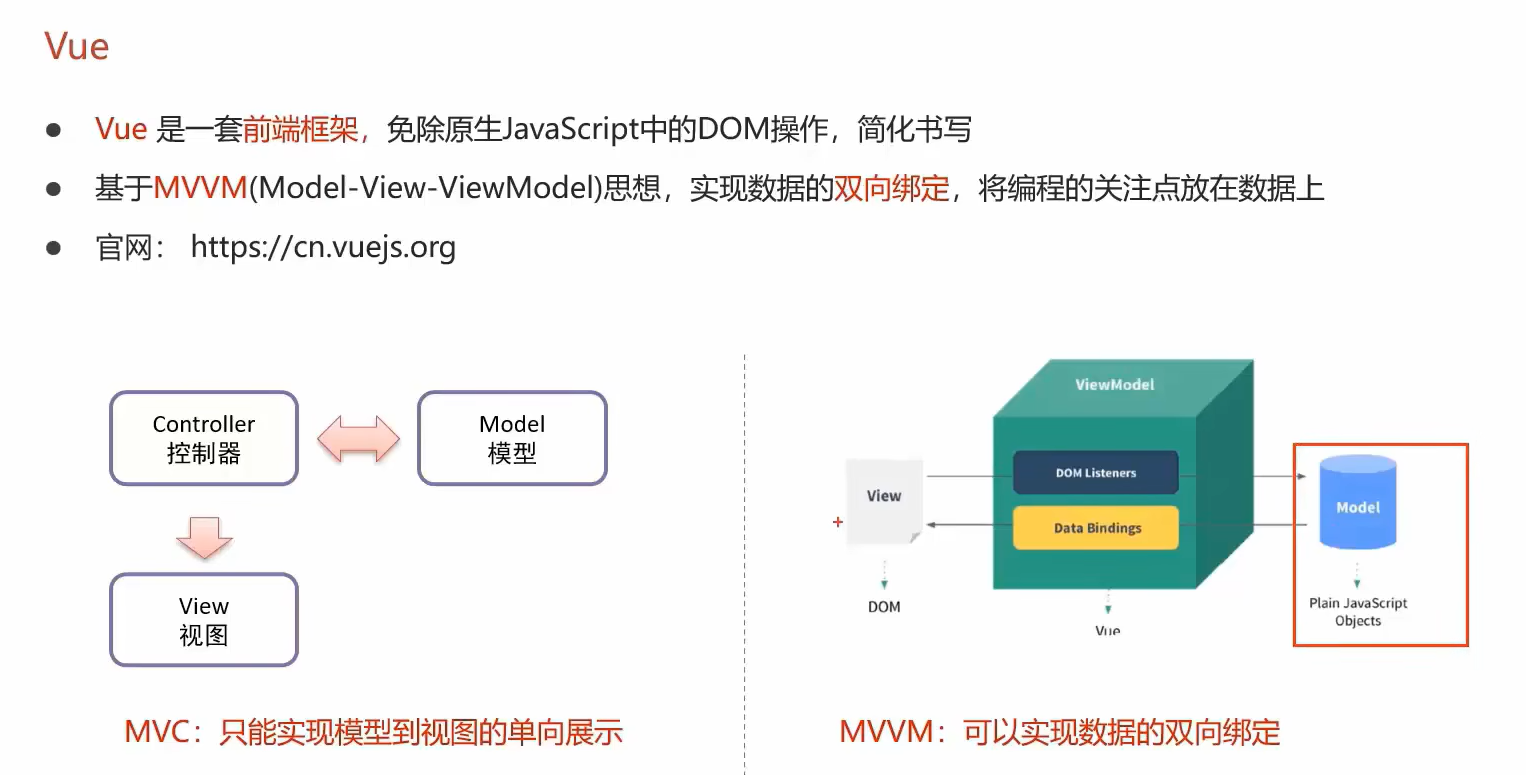 Vue
● Vue 是一套前端框架，免除原生JavaScript中的DOM操作，简化书写
● 基于MVVM(Model-View-ViewModel)思想，实现数据的双向绑定，将编程的关注点放在数据上
● 官网： https://cn.vuejs.org
Controller
控制器
Model
模型
View
视图
MVC：只能实现模型到视图的单向展示
ViewModel
DOM Listeners
View
Model
Data Bindings
DOM
Plain JavaScript
Objects
Vue
MVVM：可以实现数据的双向绑定